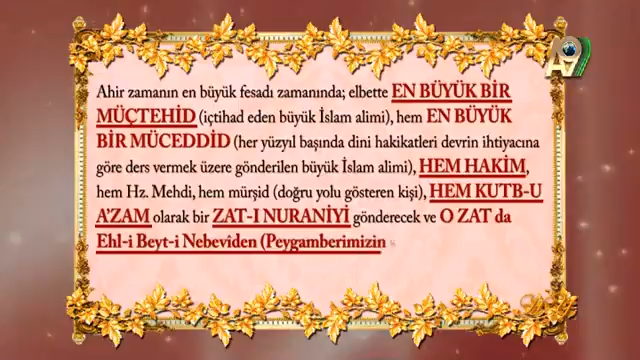 A9
Ahir zamanın en büyük fesadı zamanında; elbette EN BÜYÜK BİR
MÜÇTEHİD (içtihad eden büyük İslam alimi), hem EN BÜYÜK
BİR MÜCEDDID (her yüzyıl başında dini hakikatleri devrin ihtiyacına
göre ders vermek üzere gönderilen büyük İslam alimi), HEM HAKİM,
hem Hz. Mehdi, hem mürşid (doğru yolu gösteren kişi), HEM KUTB-U
A'ZAM olarak bir ZAT-I NURANİYİ gönderecek ve O ZAT da
Ehl-i Beyt-i Nebevîden (Peygamberimizin